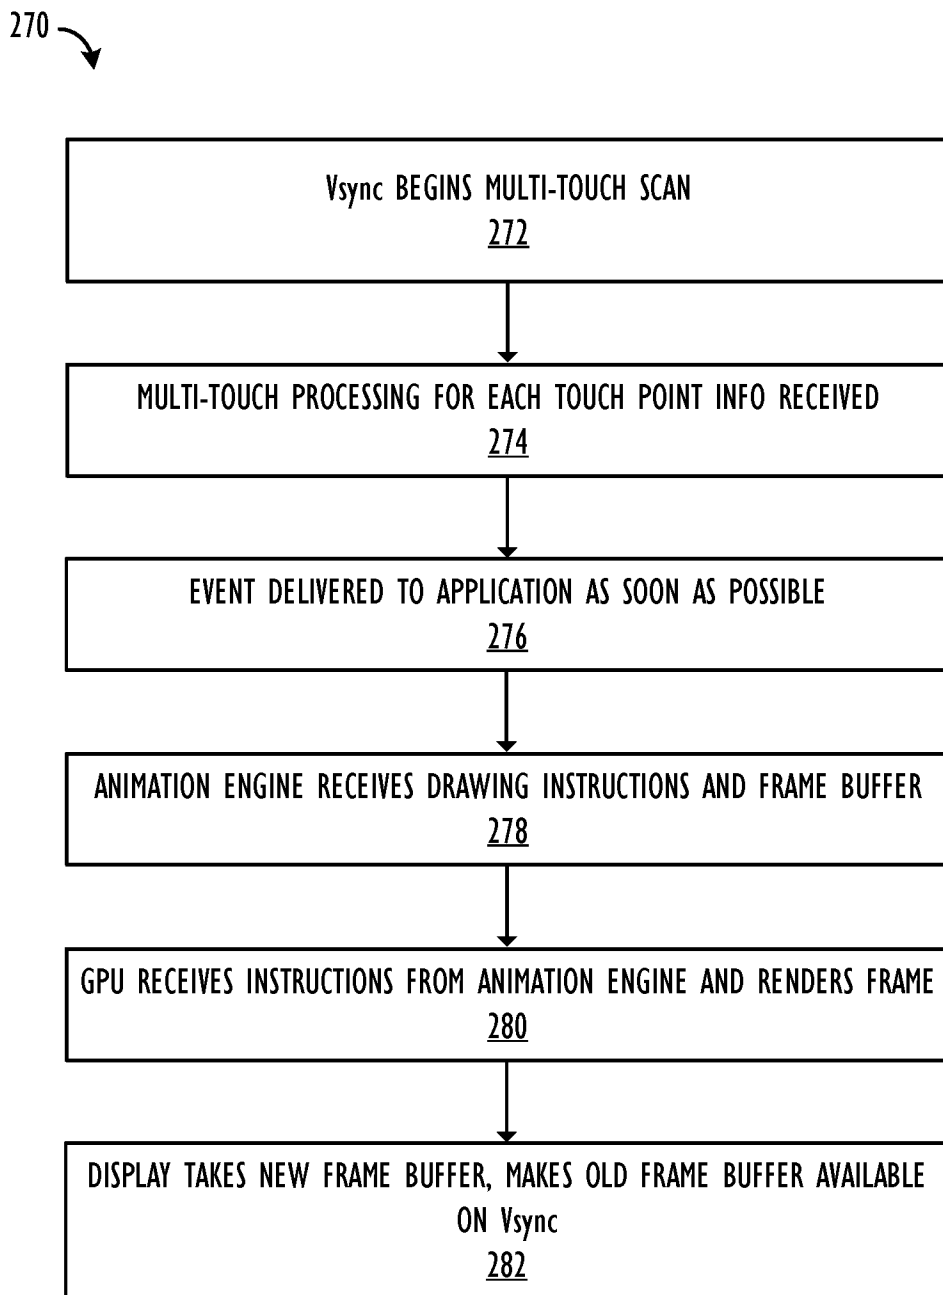 270
Vsync BEGINS MULTI-TOUCH SCAN
272
MULTI-TOUCH PROCESSING FOR EACH TOUCH POINT INFO RECEIVED
274
EVENT DELIVERED TO APPLICATION AS SOON AS POSSIBLE
276
ANIMATION ENGINE RECEIVES DRAWING INSTRUCTIONS AND FRAME BUFFER
278
GPU RECEIVES INSTRUCTIONS FROM ANIMATION ENGINE AND RENDERS FRAME
280
DISPLAY TAKES NEW FRAME BUFFER, MAKES OLD FRAME BUFFER AVAILABLE
ON Vsync
282